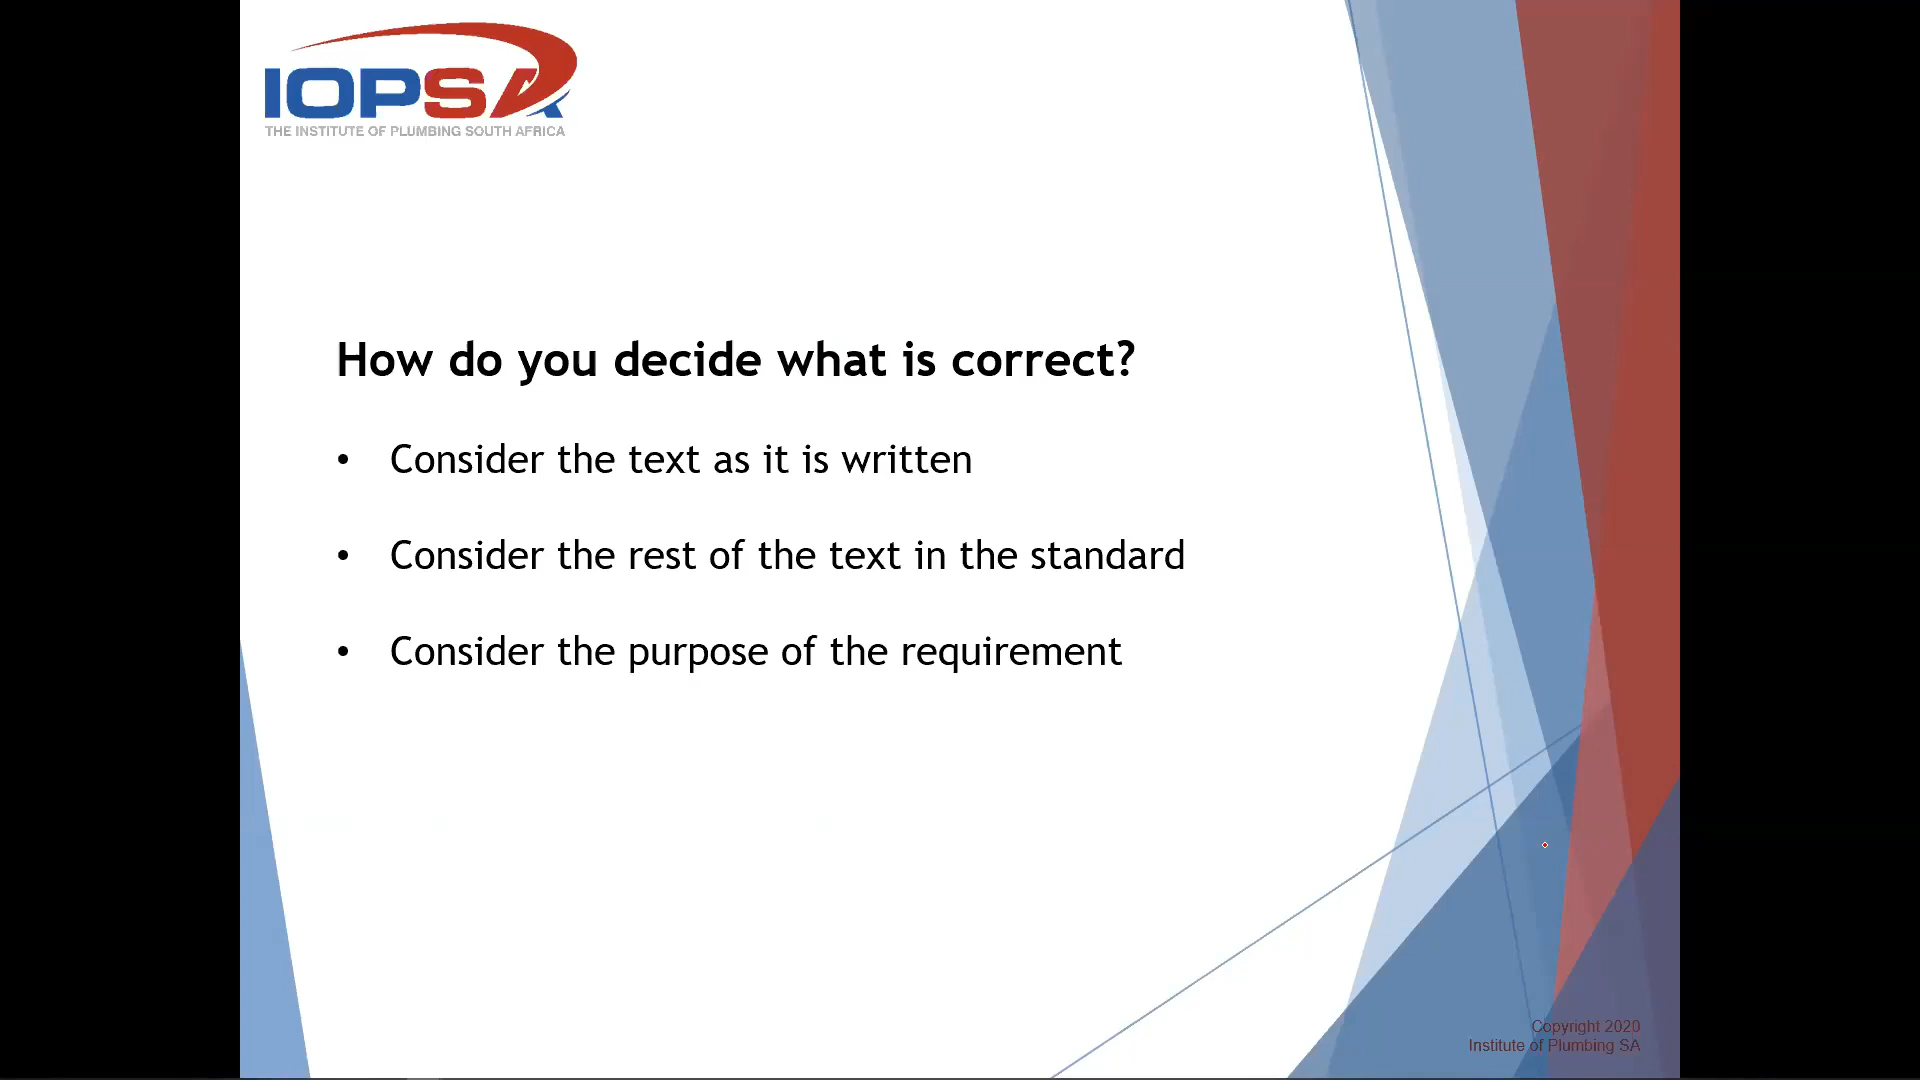 IOPSA
THE INSTITUTE OF PLUMBING SOUTH AFRICA
How do you decide what is correct?
• Consider the text as it is written
• Consider the rest of the text in the standard
• Consider the purpose of the requirement
Copyright 2020
Institute of Plumbing SA